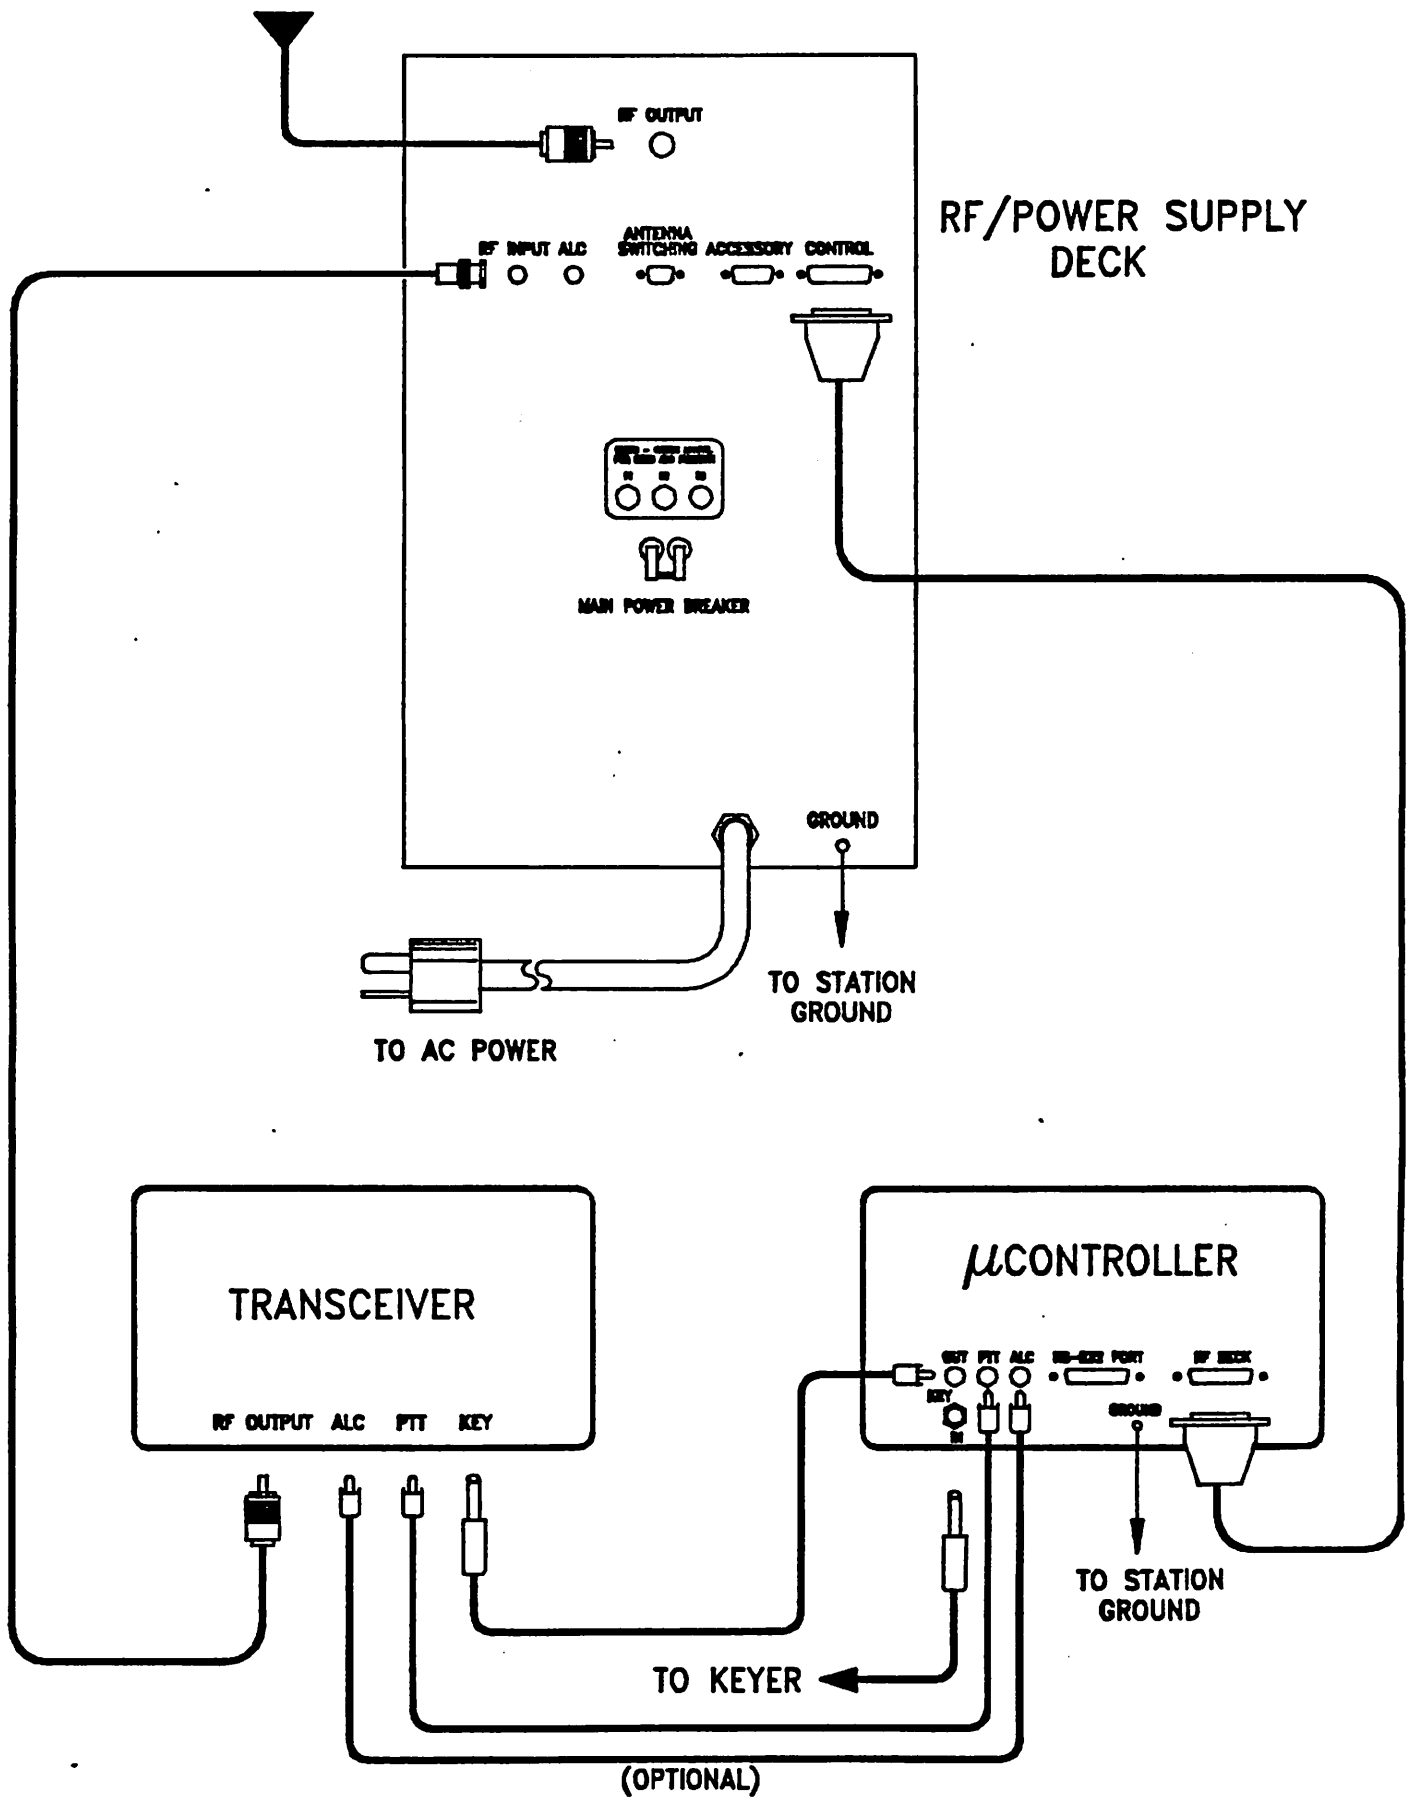 RF OUTPUT
RF/POWER SUPPLY
DECK
ANTENNA
RF INPUT ALC SWITCHING ACCESSORY CONTROL
MAIN POWER BREAKER
GROUND
TO STATION
GROUND
TO AC POWER
TRANSCEIVER
RF OUTPUT ALC PTT KEY
μCONTROLLER
OUT PTT ALC RS-232 PORT RF DECK
KEY
GROUND
IN
TO STATION
GROUND
TO KEYER
(OPTIONAL)